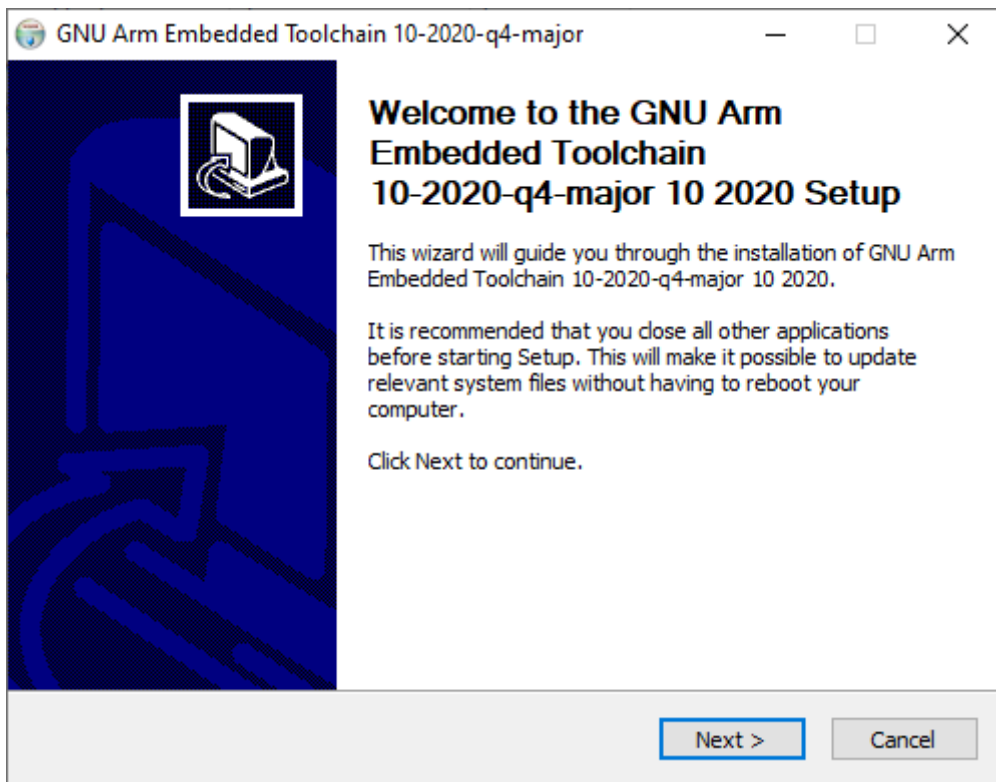 GNU Arm Embedded Toolchain 10-2020-q4-major
Welcome to the GNU Arm
Embedded Toolchain
10-2020-q4-major 10 2020 Setup
This wizard will guide you through the installation of GNU Arm
Embedded Toolchain 10-2020-q4-major 10 2020.
It is recommended that you close all other applications
before starting Setup. This will make it possible to update
relevant system files without having to reboot your
computer.
Click Next to continue.
Next >
Cancel